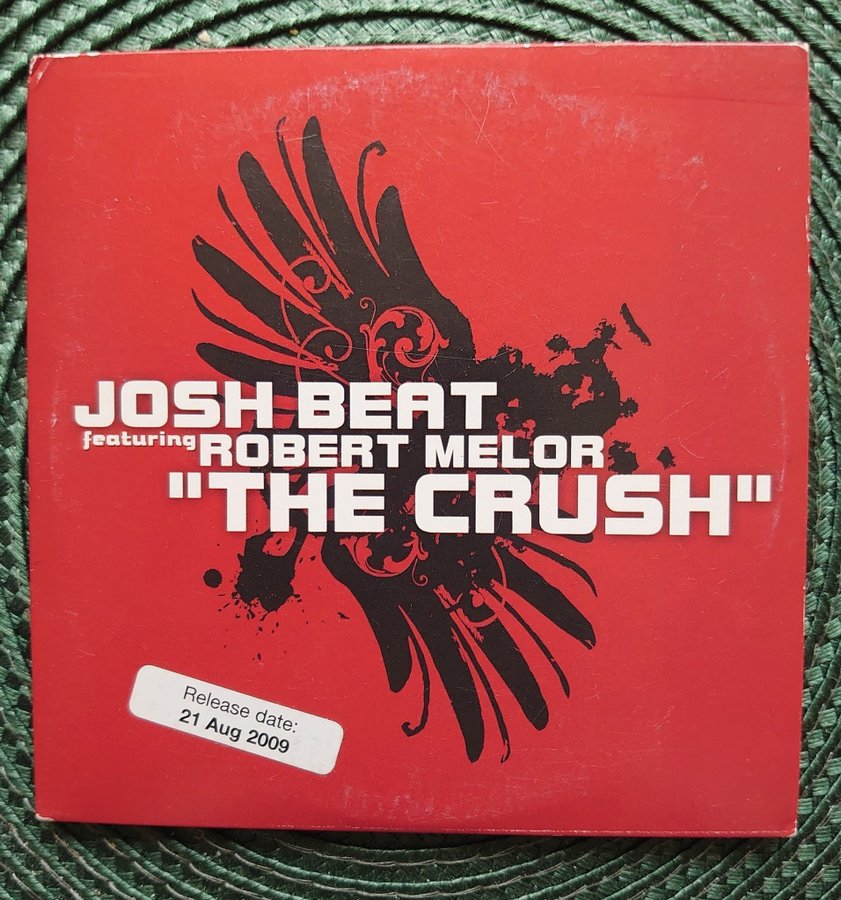 JOSH BEAT
featuring ROBERT MELOR
"THE CRUSH"
Release date:
21 Aug 2009